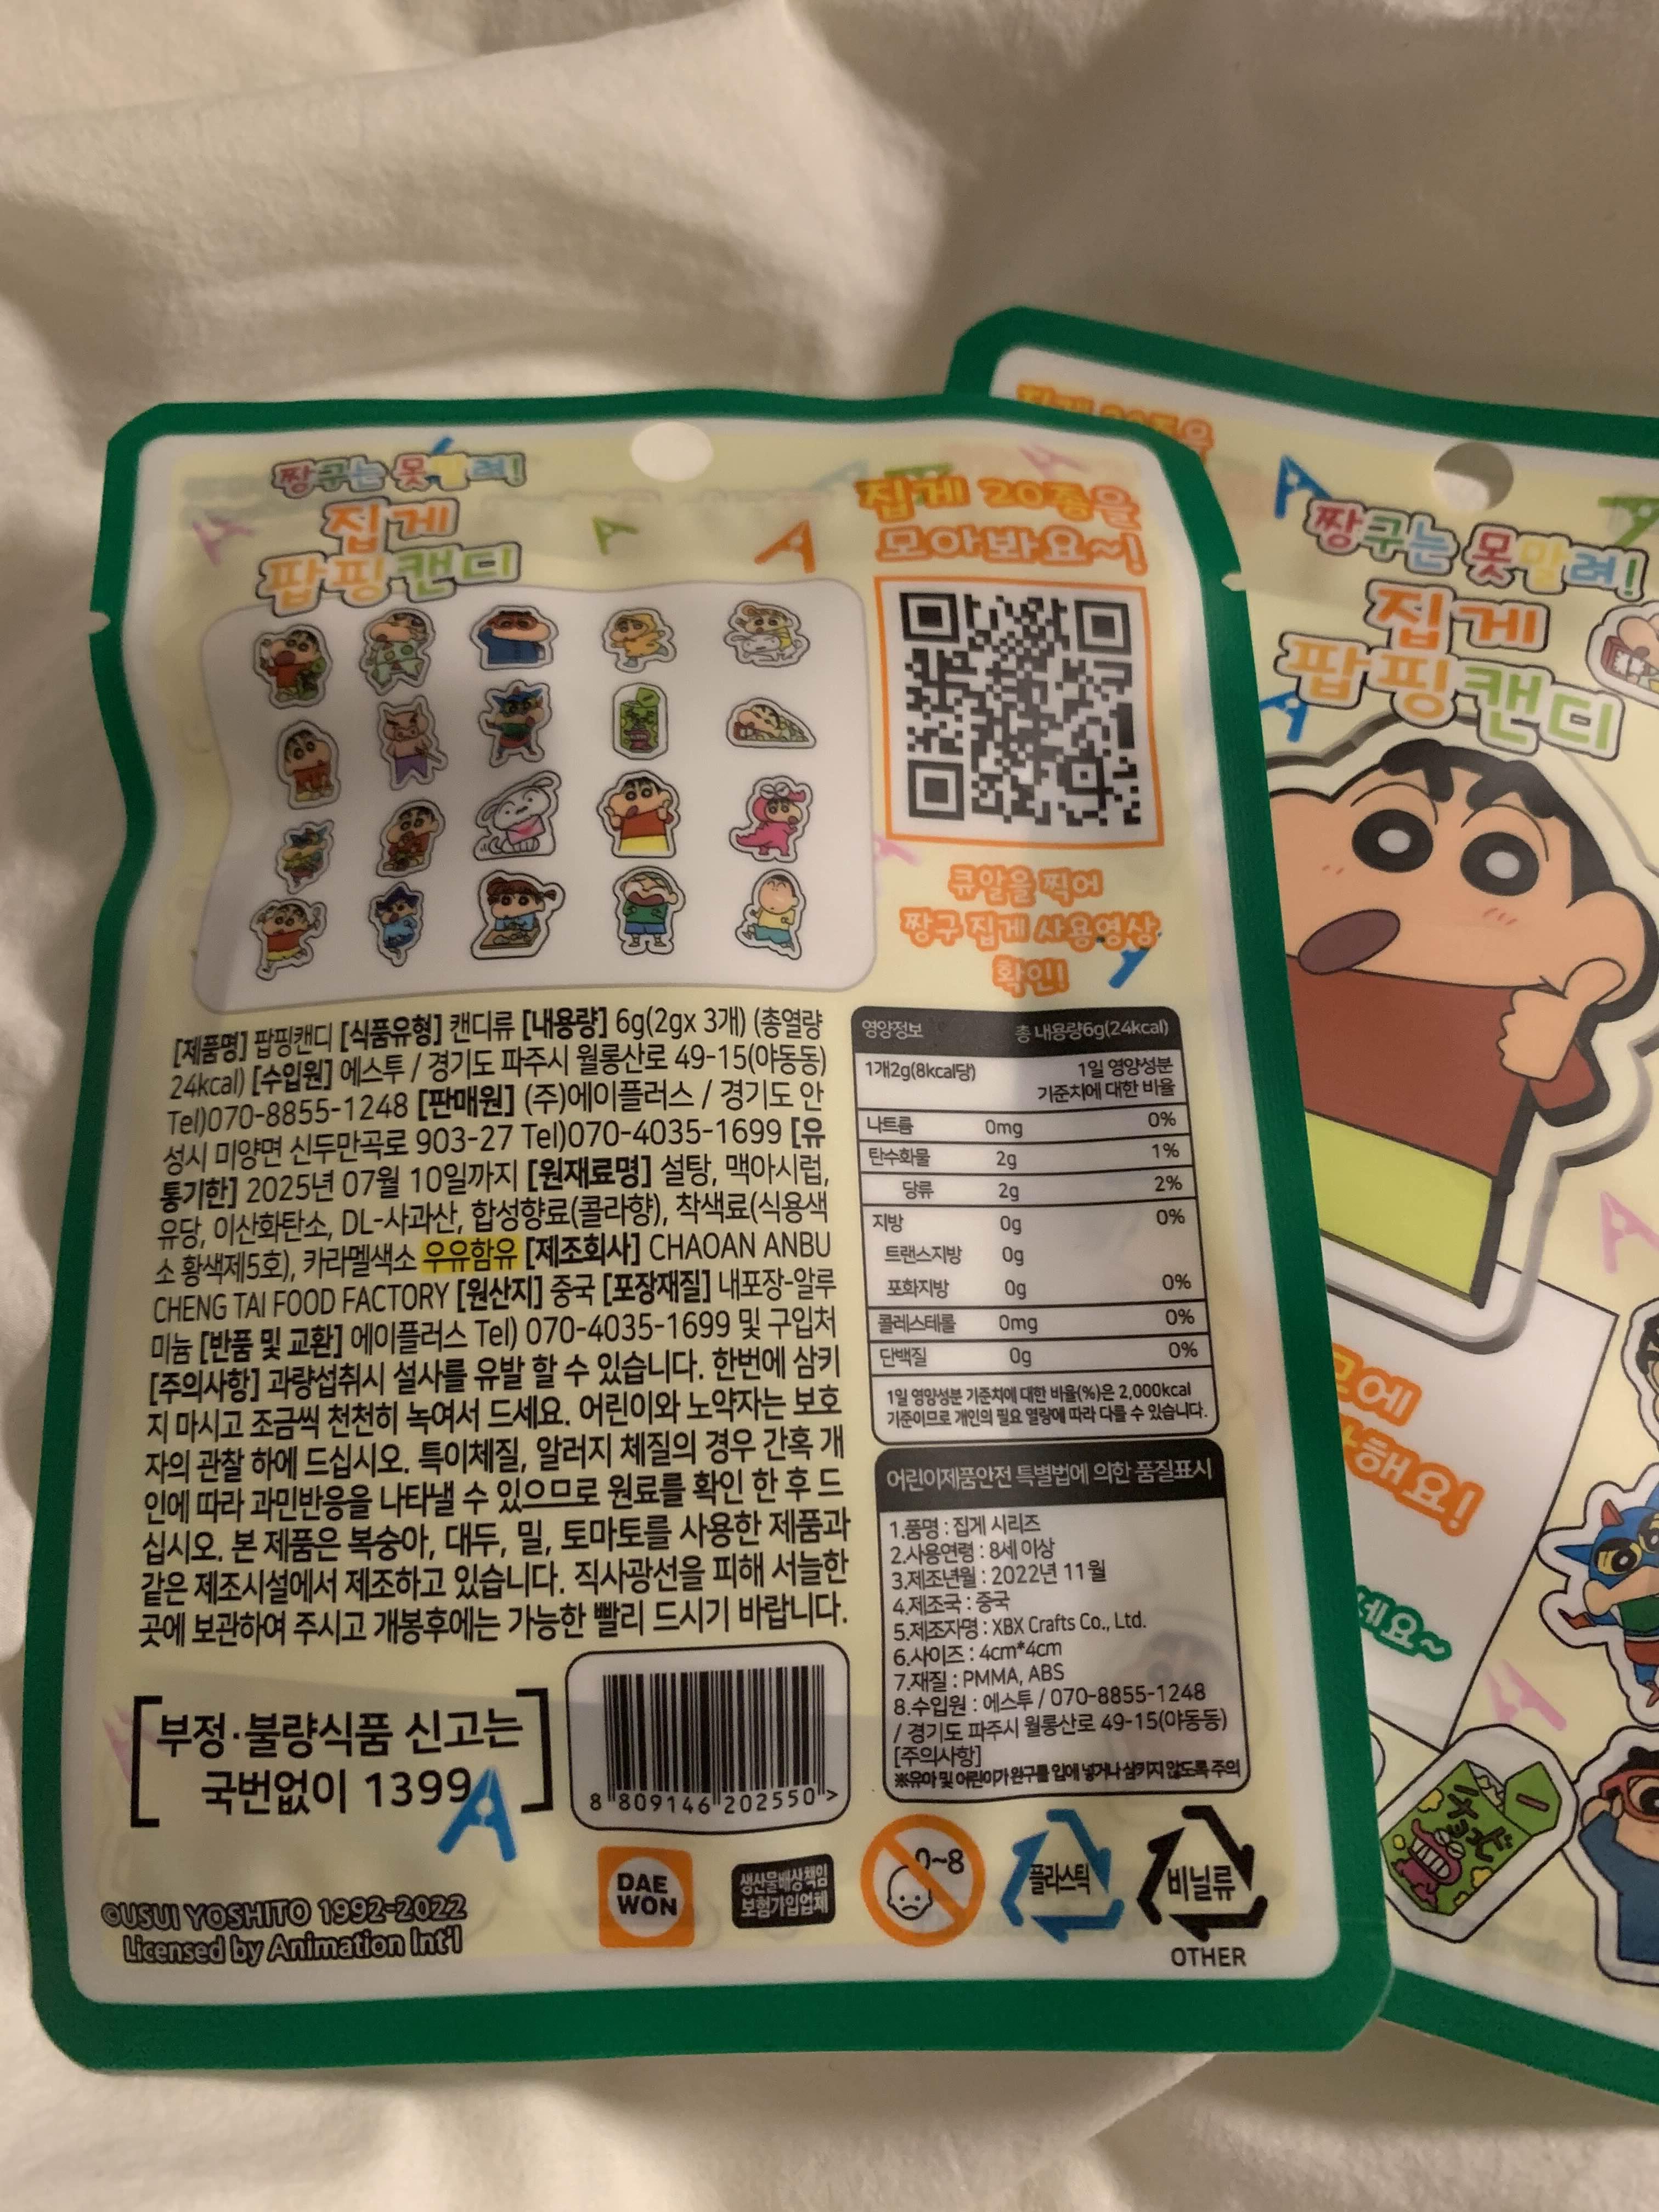 짱구는 못말려!
집게
팝핑캔디
집게 20종을
모아봐요~!
큐알을 찍어
짱구 집게 사용영상
확인!
[제품명] 팝핑캔디 [식품유형] 캔디류 [내용량] 6g(2gx 3개) (총열량
24kcal) [수입원] 에스투 / 경기도 파주시 월롱산로 49-15(야동동)
Tel)070-8855-1248 [판매원] (주)에이플러스 / 경기도 안
성시 미양면 신두만곡로 903-27 Tel)070-4035-1699 [유
통기한] 2025년 07월 10일까지 [원재료명] 설탕, 맥아시럽,
유당, 이산화탄소, DL-사과산, 합성향료(콜라향), 착색료(식용색
소 황색제5호), 카라멜색소 우유함유 [제조회사] CHAOAN ANBU
CHENG TAI FOOD FACTORY [원산지] 중국 [포장재질] 내포장-알루
미늄 [반품 및 교환] 에이플러스 Tel) 070-4035-1699 및 구입처
[주의사항] 과량섭취시 설사를 유발 할 수 있습니다. 한번에 삼키
지 마시고 조금씩 천천히 녹여서 드세요. 어린이와 노약자는 보호
자의 관찰 하에 드십시오. 특이체질, 알러지 체질의 경우 간혹 개
인에 따라 과민반응을 나타낼 수 있으므로 원료를 확인 한 후 드
십시오. 본 제품은 복숭아, 대두, 밀, 토마토를 사용한 제품과
같은 제조시설에서 제조하고 있습니다. 직사광선을 피해 서늘한
곳에 보관하여 주시고 개봉후에는 가능한 빨리 드시기 바랍니다.
영양정보 총 내용량6g(24kcal)
1개2g(8kcal당) 1일 영양성분
기준치에 대한 비율
나트륨 0mg 0%
탄수화물 2g 1%
당류 2g 2%
지방 0g 0%
트랜스지방 0g
포화지방 0g 0%
콜레스테롤 0mg 0%
단백질 0g 0%
1일 영양성분 기준치에 대한 비율(%)은 2,000kcal
기준이므로 개인의 필요 열량에 따라 다를 수 있습니다.
어린이제품안전 특별법에 의한 품질표시
1.품명 : 집게 시리즈
2.사용연령 : 8세 이상
3.제조년월 : 2022년 11월
4.제조국 : 중국
5.제조자명 : XBX Crafts Co., Ltd.
6.사이즈 : 4cm*4cm
7.재질 : PMMA, ABS
8.수입원 : 에스투 / 070-8855-1248
/ 경기도 파주시 월롱산로 49-15(야동동)
[주의사항]
※유아 및 어린이가 완구를 입에 넣거나 삼키지 않도록 주의
[부정·불량식품 신고는
국번없이 1399]
8 809146 202550 >
©USUI YOSHITO 1992-2022
Licensed by Animation Int'l
DAE
WON
생산물배상책임
보험가입업체
0~8
플라스틱
비닐류
OTHER
짱구는 못말려!
집게
팝핑캔디
해요!
세요~
チョコビ